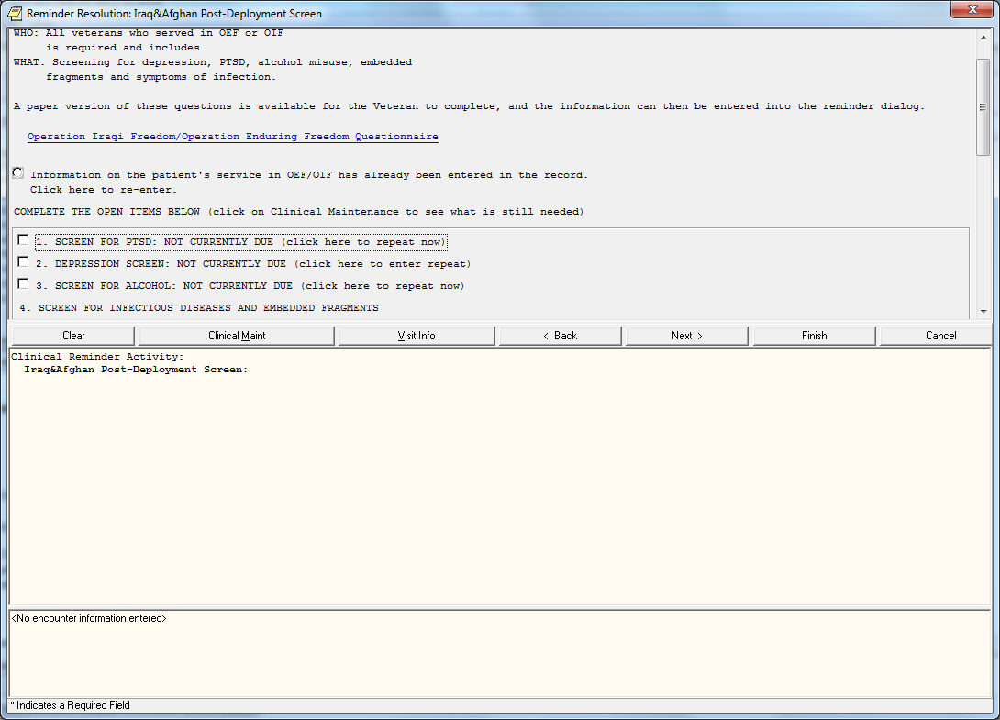 Reminder Resolution: Iraq&Afghan Post-Deployment Screen
WHO: All veterans who served in OEF or OIF
is required and includes
WHAT: Screening for depression, PTSD, alcohol misuse, embedded
fragments and symptoms of infection.
A paper version of these questions is available for the Veteran to complete, and the information can then be entered into the reminder dialog.
Operation Iraqi Freedom/Operation Enduring Freedom Questionnaire
Information on the patient's service in OEF/OIF has already been entered in the record.
Click here to re-enter.
COMPLETE THE OPEN ITEMS BELOW (click on Clinical Maintenance to see what is still needed)
1. SCREEN FOR PTSD: NOT CURRENTLY DUE (click here to repeat now)
2. DEPRESSION SCREEN: NOT CURRENTLY DUE (click here to enter repeat)
3. SCREEN FOR ALCOHOL: NOT CURRENTLY DUE (click here to repeat now)
4. SCREEN FOR INFECTIOUS DISEASES AND EMBEDDED FRAGMENTS
Clear Clinical Maint Visit Info < Back Next > Finish Cancel
Clinical Reminder Activity:
Iraq&Afghan Post-Deployment Screen:
<No encounter information entered>
* Indicates a Required Field